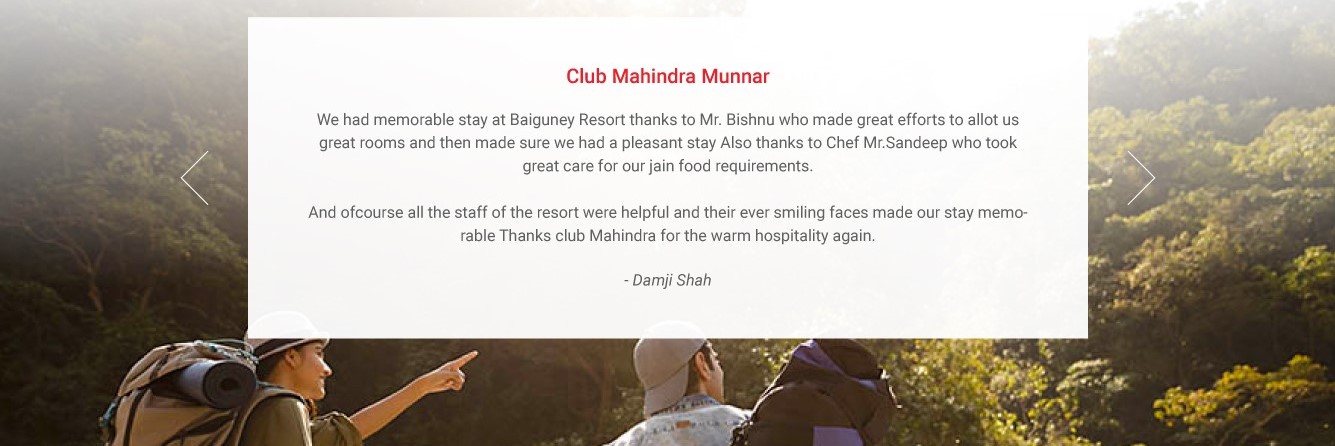 Club Mahindra Munnar
We had memorable stay at Baiguney Resort thanks to Mr. Bishnu who made great efforts to allot us
great rooms and then made sure we had a pleasant stay Also thanks to Chef Mr.Sandeep who took
great care for our jain food requirements.
And ofcourse all the staff of the resort were helpful and their ever smiling faces made our stay memo-
rable Thanks club Mahindra for the warm hospitality again.
- Damji Shah